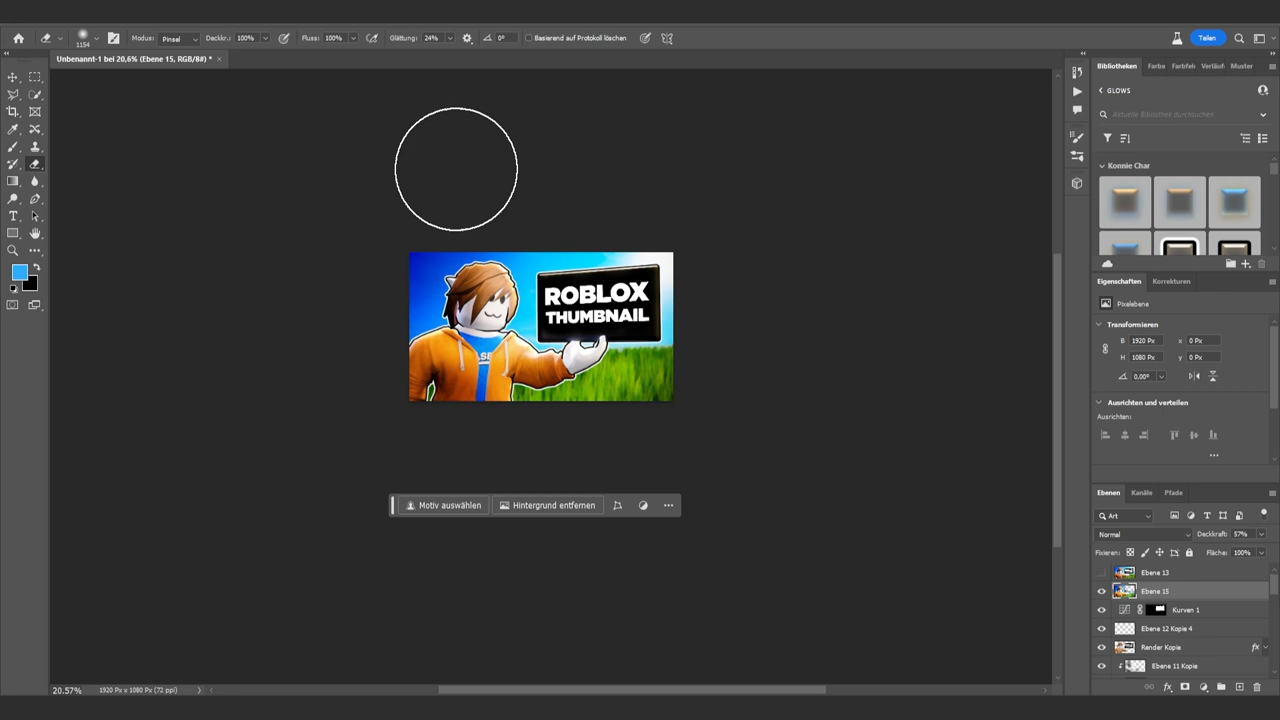 1154
Modus: Pinsel
Deckkr.: 100%
Fluss: 100%
Glättung: 24%
0°
Basierend auf Protokoll löschen
Teilen
Unbenannt-1 bei 20,6% (Ebene 15, RGB/8#) *
Bibliotheken Farbe Farbfel Verläuf Muster
GLOWS
Aktuelle Bibliothek durchsuchen
Konnie Char
ROBLOX
THUMBNAIL
Eigenschaften Korrekturen
Pixelebene
Transformieren
B 1920 Px x 0 Px
H 1080 Px y 0 Px
0,00°
Ausrichten und verteilen
Ausrichten:
Motiv auswählen
Hintergrund entfernen
Ebenen Kanäle Pfade
Art
Normal Deckkraft: 57%
Fixieren: Fläche: 100%
Ebene 13
Ebene 15
Kurven 1
Ebene 12 Kopie 4
Render Kopie fx
Ebene 11 Kopie
20.57% 1920 Px x 1080 Px (72 ppi)